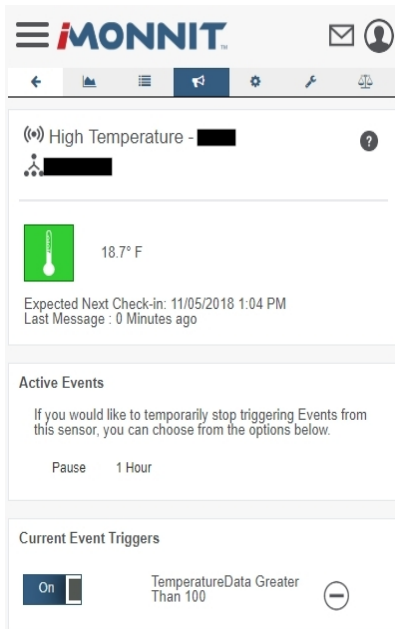 iMONNIT™
High Temperature -
?
18.7° F
Expected Next Check-in: 11/05/2018 1:04 PM
Last Message : 0 Minutes ago
Active Events
If you would like to temporarily stop triggering Events from
this sensor, you can choose from the options below.
Pause 1 Hour
Current Event Triggers
On
TemperatureData Greater
Than 100